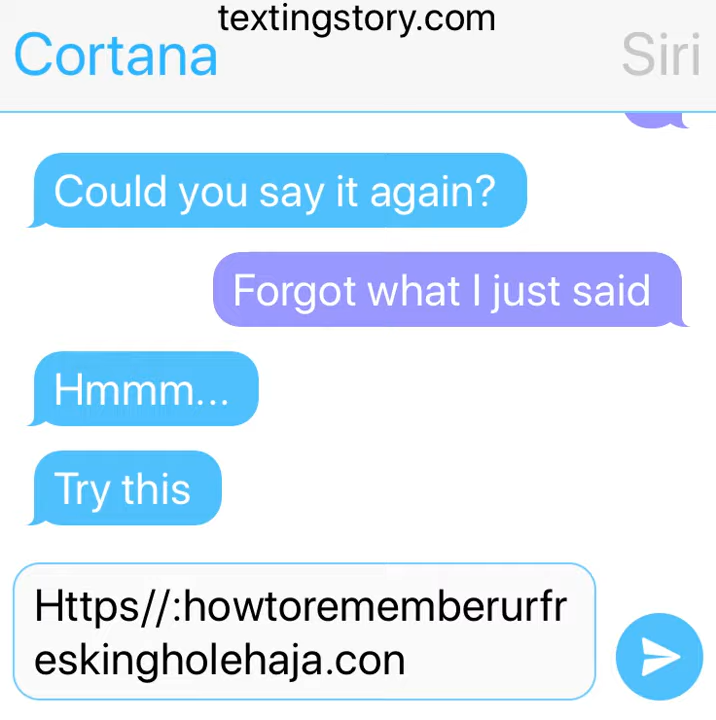 textingstory.com
Cortana
Siri
Could you say it again?
Forgot what I just said
Hmmm...
Try this
Https//:howtorememberurfr
eskingholehaja.con